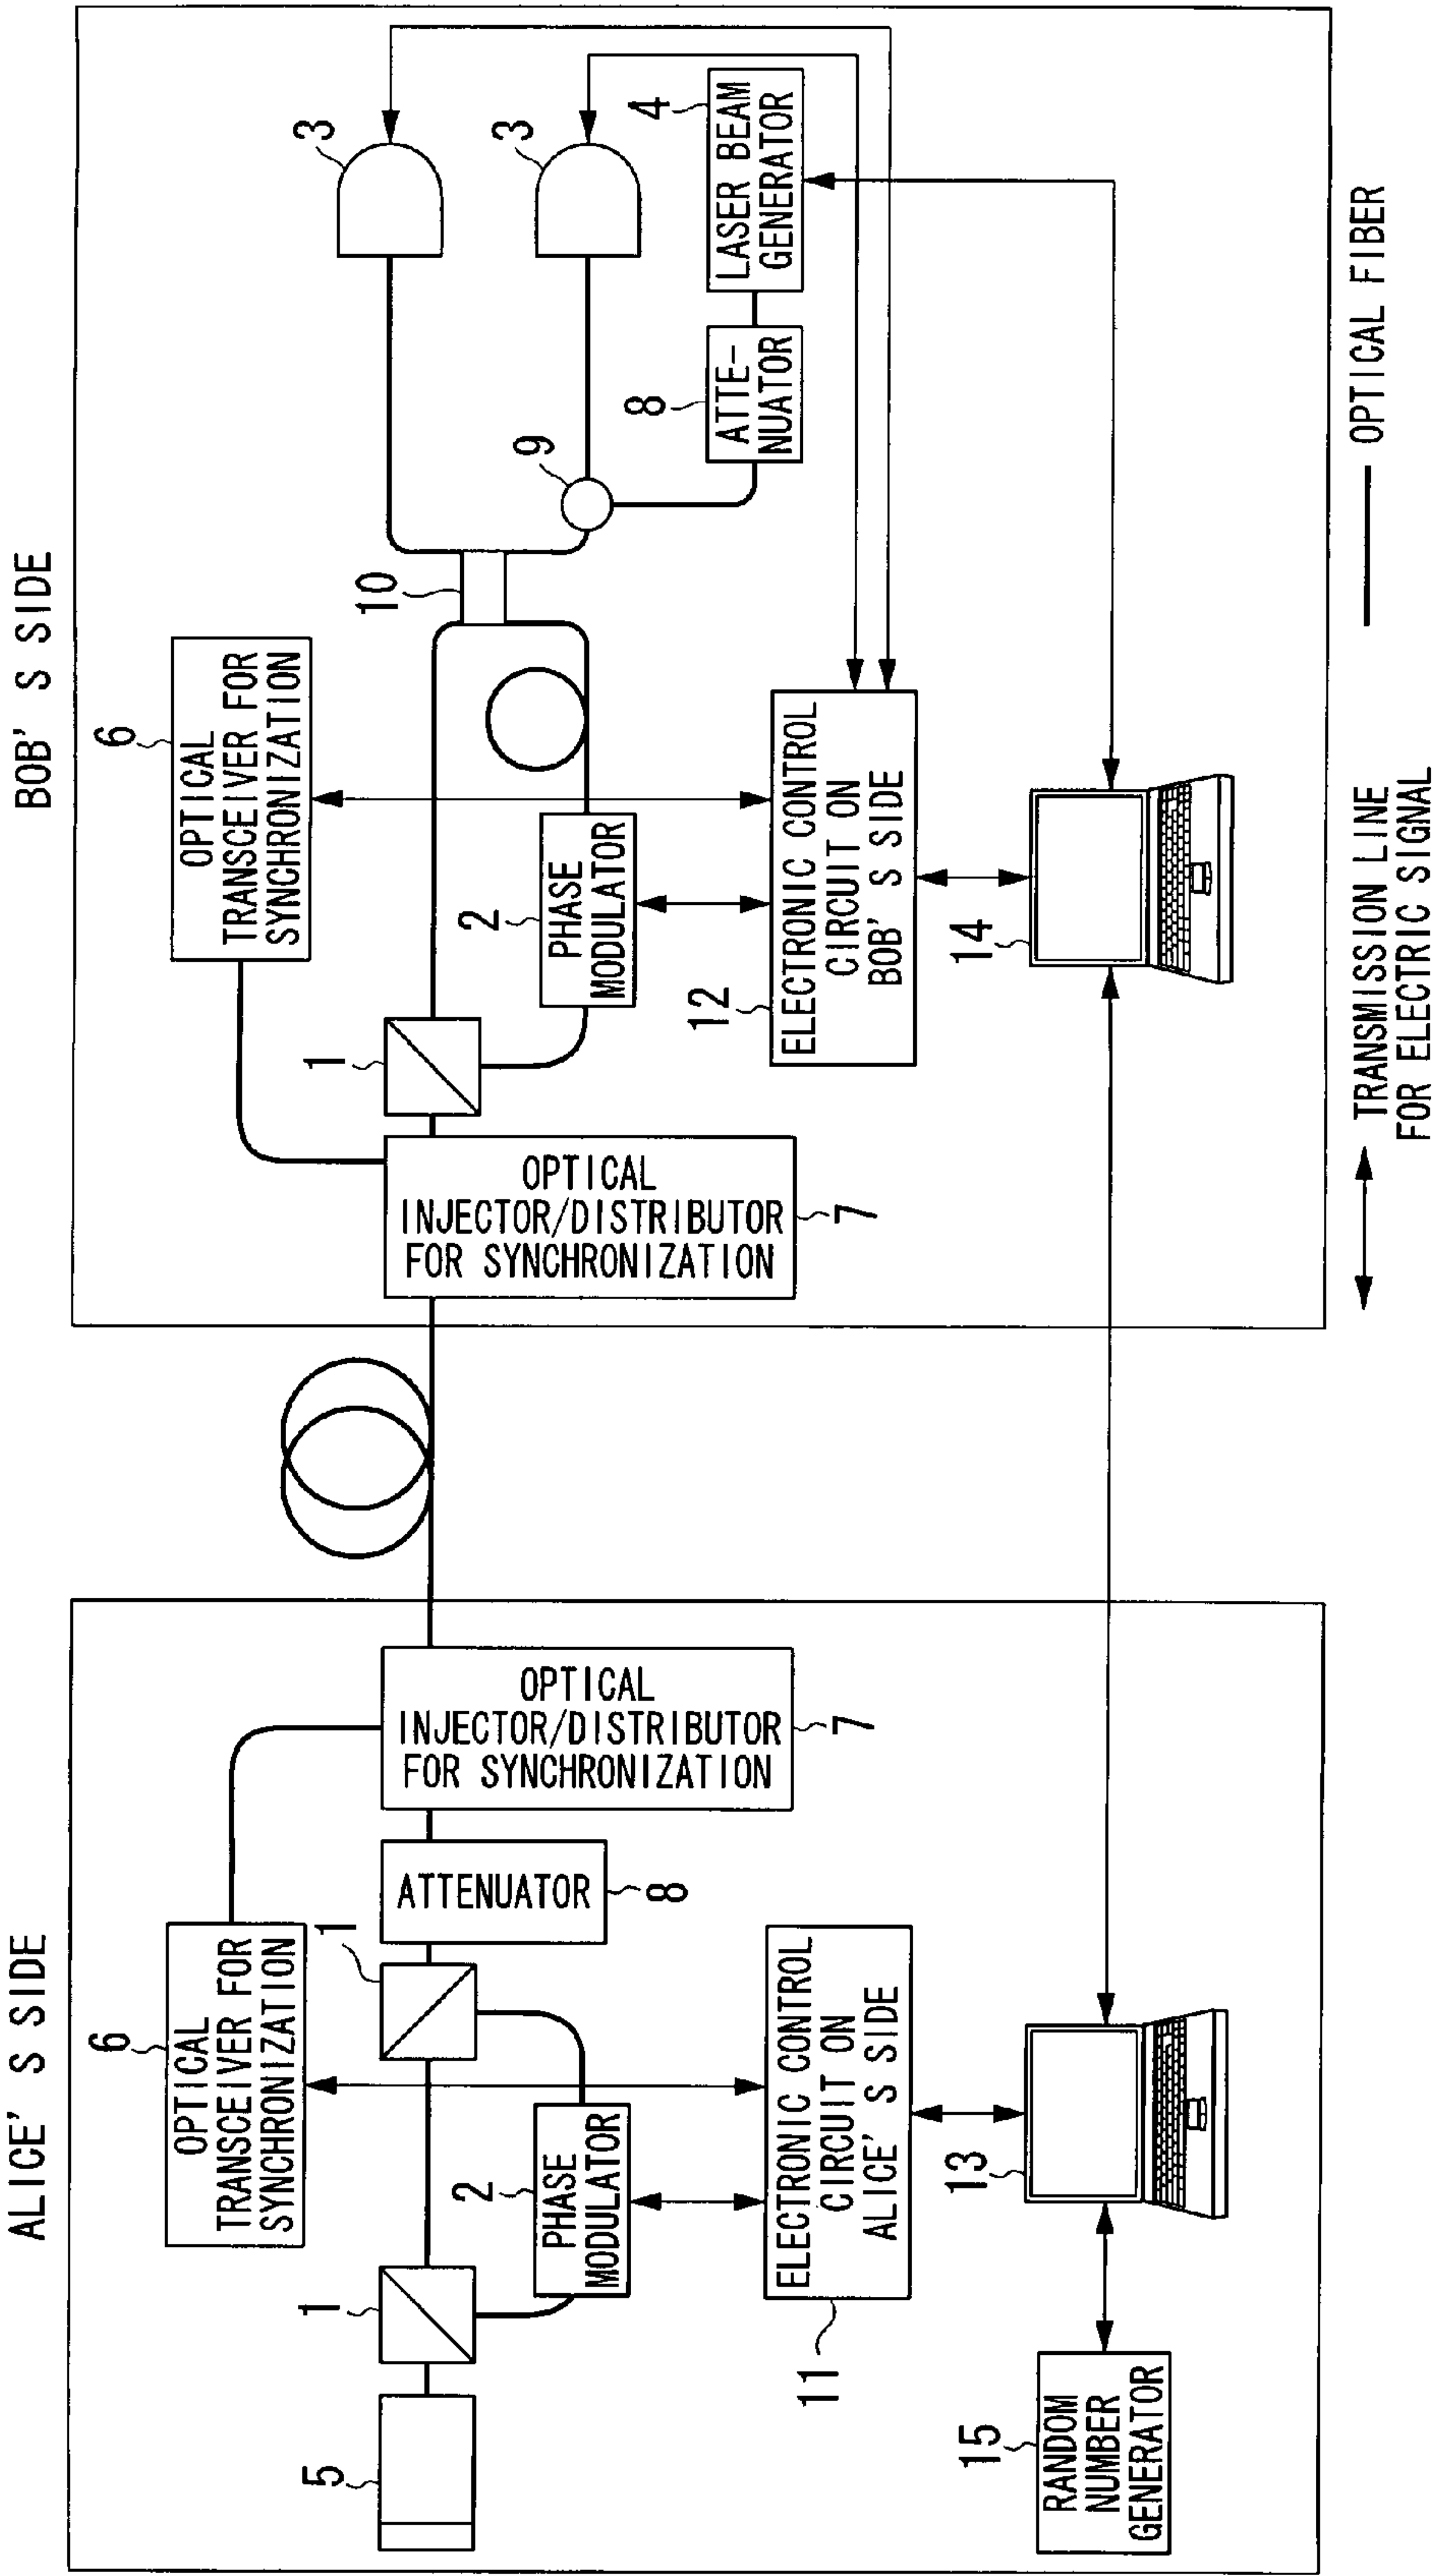 ALICE' S SIDE
6
OPTICAL
TRANSCEIVER FOR
SYNCHRONIZATION
5
1
1
2
PHASE
MODULATOR
ATTENUATOR
8
OPTICAL
INJECTOR/DISTRIBUTOR
FOR SYNCHRONIZATION
7
11
ELECTRONIC CONTROL
CIRCUIT ON
ALICE' S SIDE
15
RANDOM
NUMBER
GENERATOR
13
BOB' S SIDE
6
OPTICAL
TRANSCEIVER FOR
SYNCHRONIZATION
OPTICAL
INJECTOR/DISTRIBUTOR
FOR SYNCHRONIZATION
7
1
2
PHASE
MODULATOR
10
9
3
3
8
ATTE-
NUATOR
4
LASER BEAM
GENERATOR
12
ELECTRONIC CONTROL
CIRCUIT ON
BOB' S SIDE
14
TRANSMISSION LINE
FOR ELECTRIC SIGNAL
OPTICAL FIBER